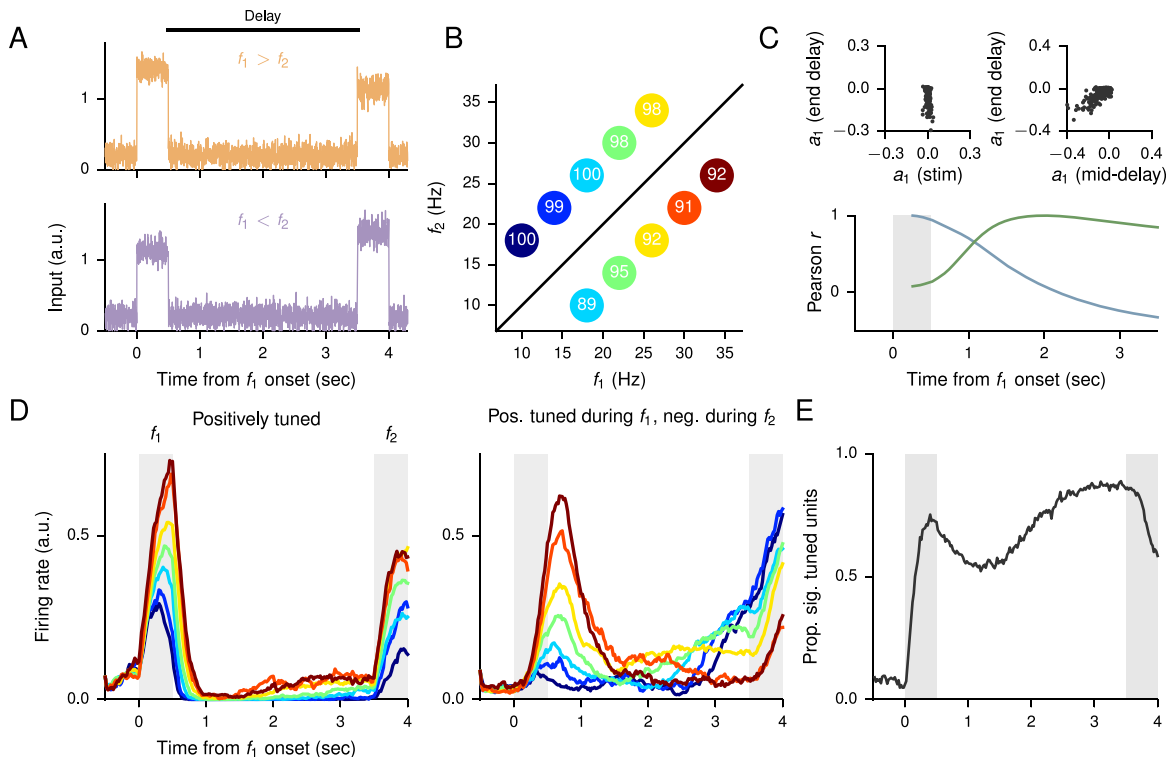 A
Delay
f1 > f2
1
0
f1 < f2
1
0
Input (a.u.)
0 1 2 3 4
Time from f1 onset (sec)
B
35
30
25
20
15
10
f2 (Hz)
98
98
100
99
100
92
91
92
95
89
10 15 20 25 30 35
f1 (Hz)
C
0.3
0.0
−0.3
a1 (end delay)
−0.3 0.0 0.3
a1 (stim)
0.4
0.0
−0.4
a1 (end delay)
−0.4 0.0 0.4
a1 (mid-delay)
1
0
Pearson r
0 1 2 3
Time from f1 onset (sec)
D
Positively tuned
f1
f2
0.5
0.0
Firing rate (a.u.)
0 1 2 3 4
Time from f1 onset (sec)
Pos. tuned during f1, neg. during f2
0.5
0.0
0 1 2 3 4
E
1.0
0.5
0.0
Prop. sig. tuned units
0 1 2 3 4